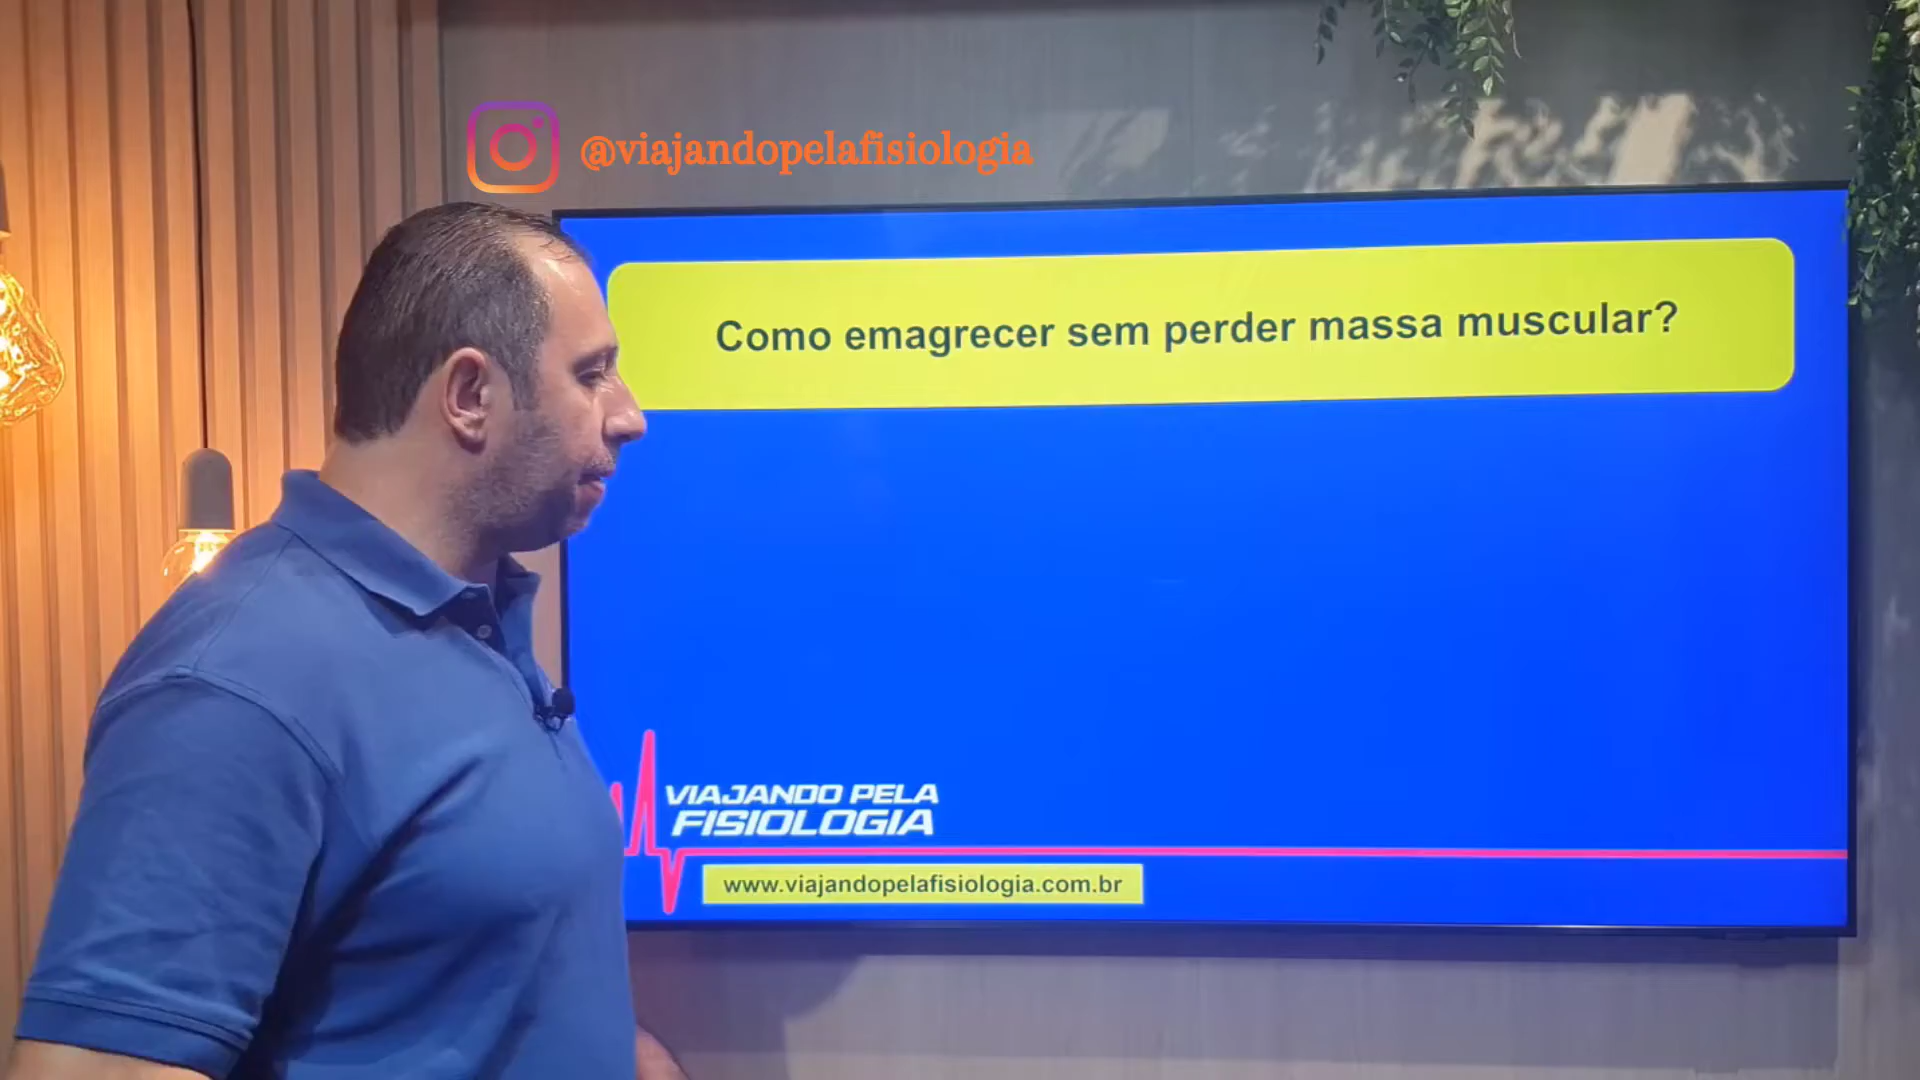 @viajandopelafisiologia
Como emagrecer sem perder massa muscular?
VIAJANDO PELA
FISIOLOGIA
www.viajandopelafisiologia.com.br